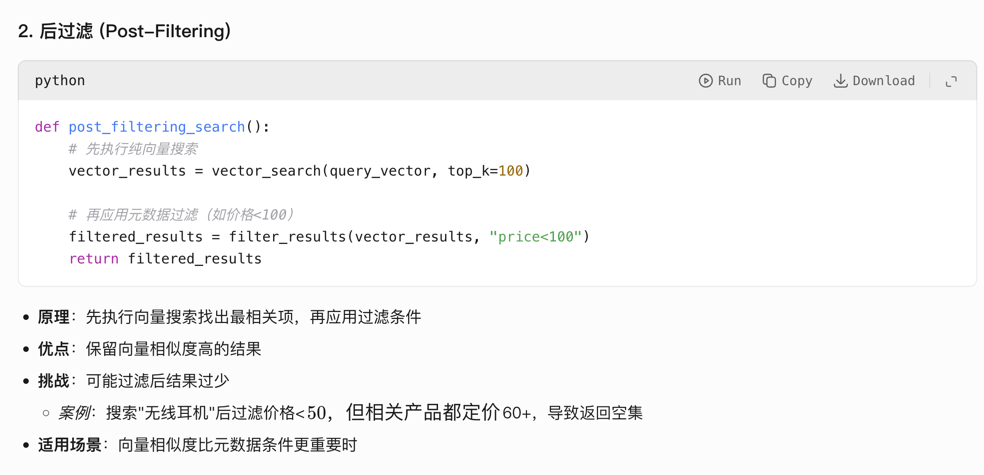 2. 后过滤 (Post-Filtering)
python
Run Copy Download
def post_filtering_search():
# 先执行纯向量搜索
vector_results = vector_search(query_vector, top_k=100)
# 再应用元数据过滤（如价格<100）
filtered_results = filter_results(vector_results, "price<100")
return filtered_results
• 原理：先执行向量搜索找出最相关项，再应用过滤条件
• 优点：保留向量相似度高的结果
• 挑战：可能过滤后结果过少
○ 案例：搜索"无线耳机"后过滤价格<50，但相关产品都定价60+，导致返回空集
• 适用场景：向量相似度比元数据条件更重要时